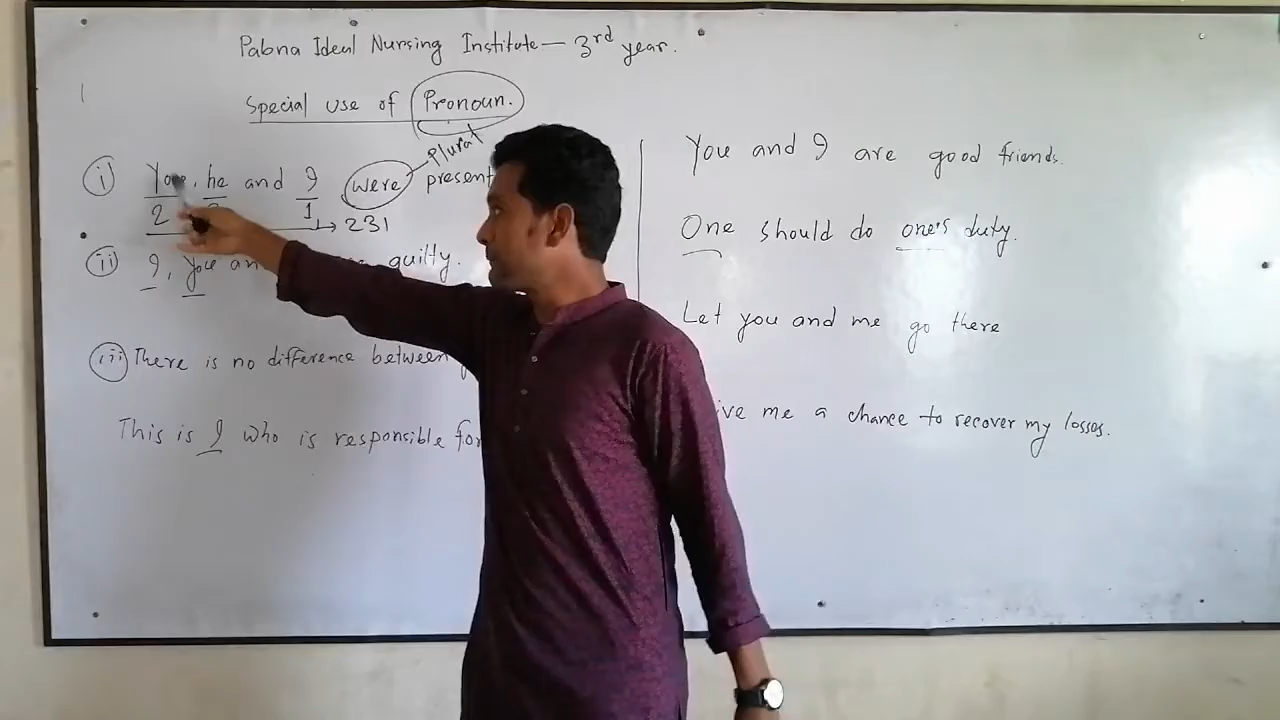 Pabna Ideal Nursing Institute — 3rd year.
Special use of Pronoun.
Plural
(i) You, he and I were present
2 1 → 231
(ii) I, you an guilty.
(iii) There is no difference between
This is I who is responsible for
You and I are good friends.
One should do one's duty.
Let you and me go there
ive me a chance to recover my losses.